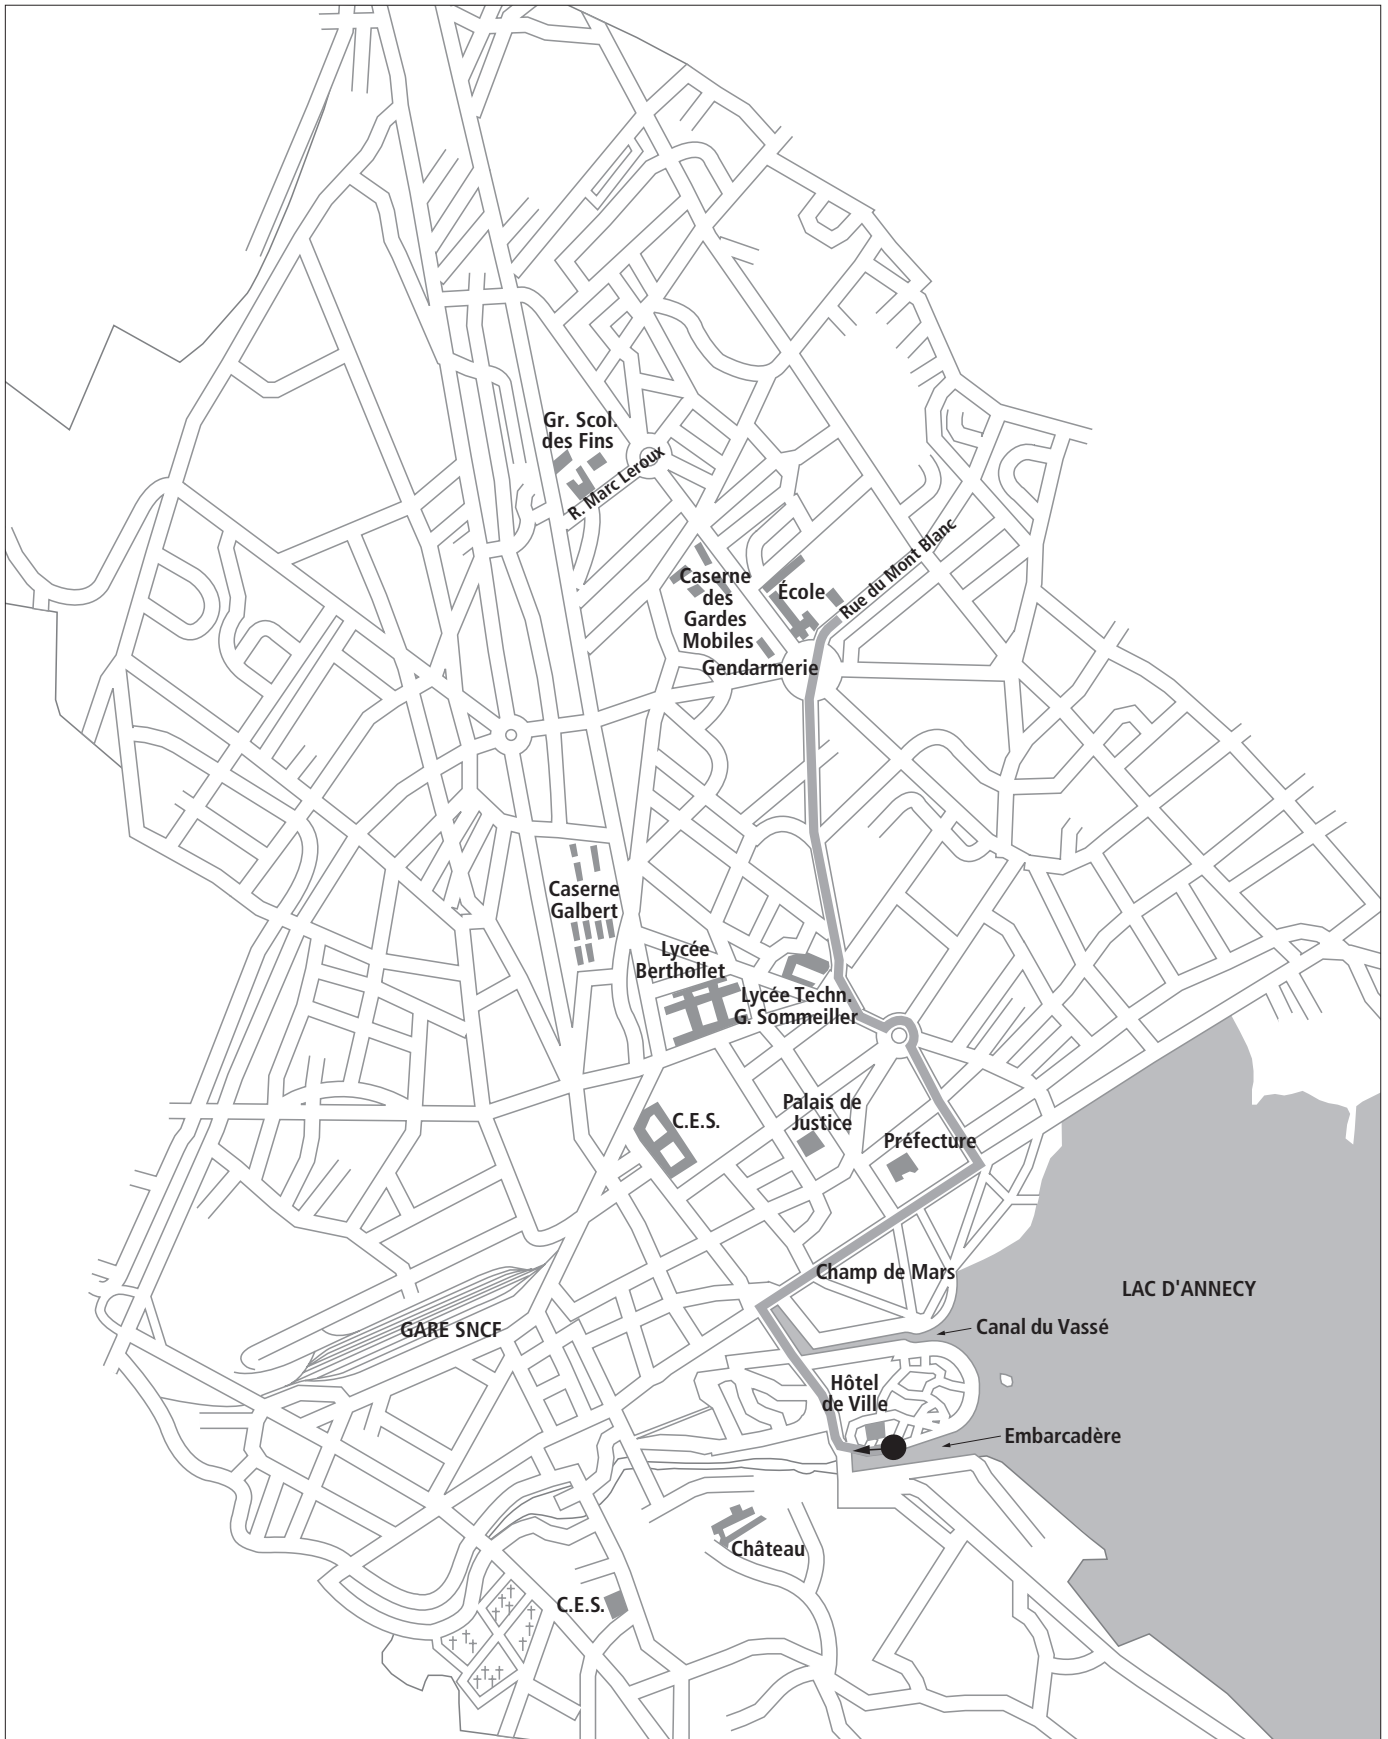 Gr. Scol.
des Fins
R. Marc Leroux
Rue du Mont Blanc
Caserne
des
Gardes
Mobiles
École
Gendarmerie
Caserne
Galbert
Lycée
Berthollet
Lycée Techn.
G. Sommeiller
C.E.S.
Palais de
Justice
Préfecture
Champ de Mars
LAC D'ANNECY
GARE SNCF
Canal du Vassé
Hôtel
de Ville
Embarcadère
Château
C.E.S.